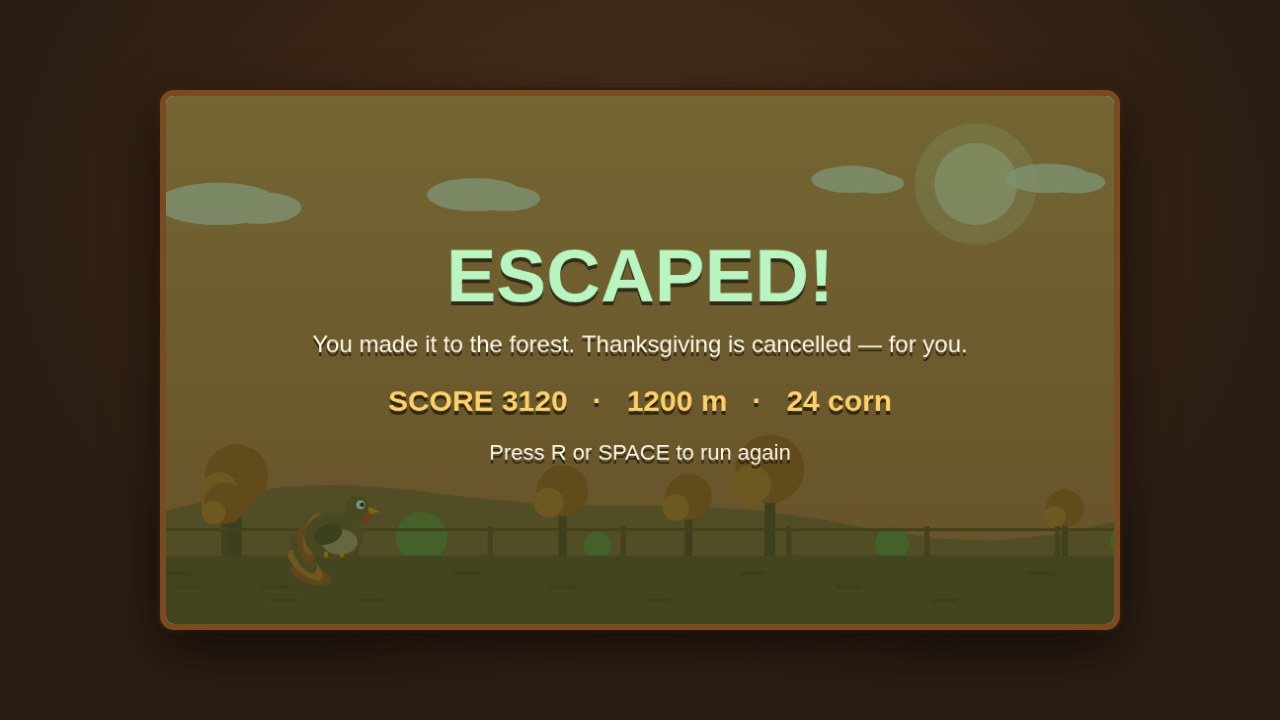 ESCAPED!
You made it to the forest. Thanksgiving is cancelled — for you.
SCORE 3120 · 1200 m · 24 corn
Press R or SPACE to run again